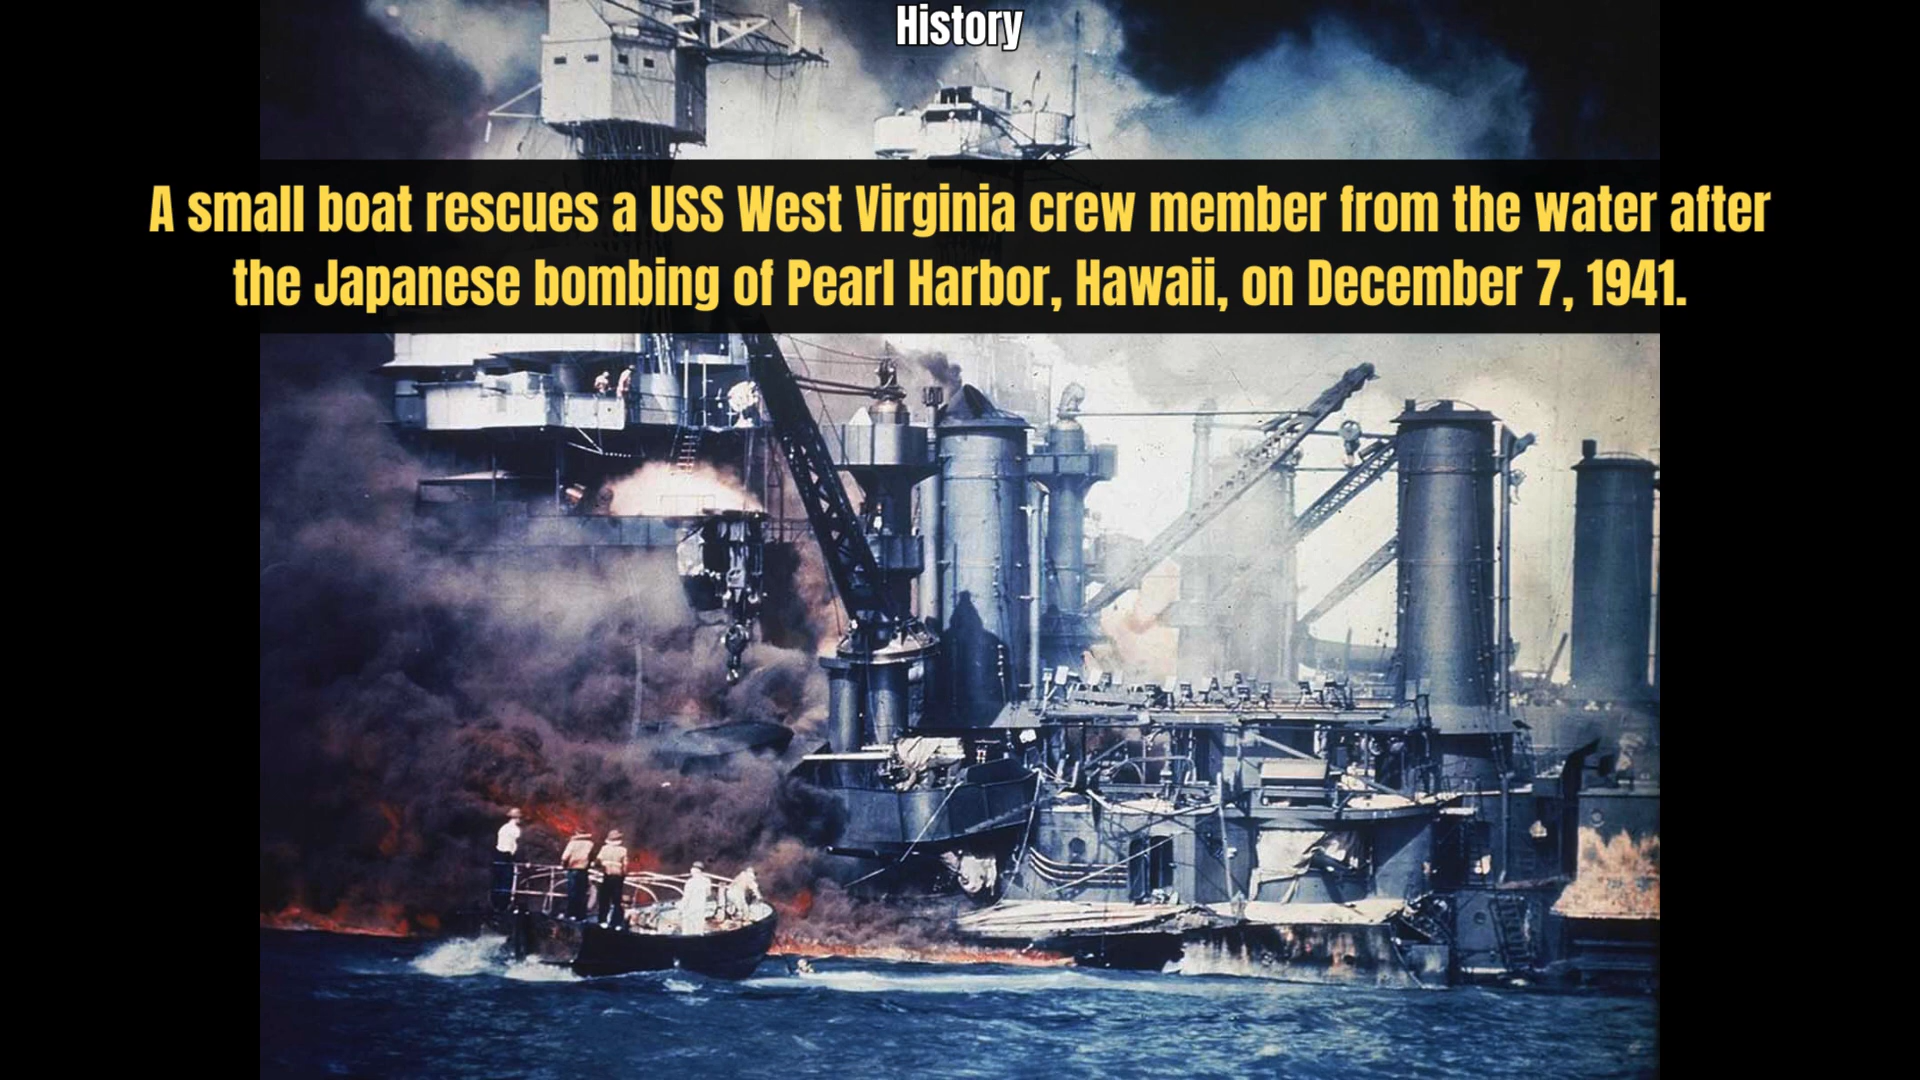 History
A small boat rescues a USS West Virginia crew member from the water after
the Japanese bombing of Pearl Harbor, Hawaii, on December 7, 1941.